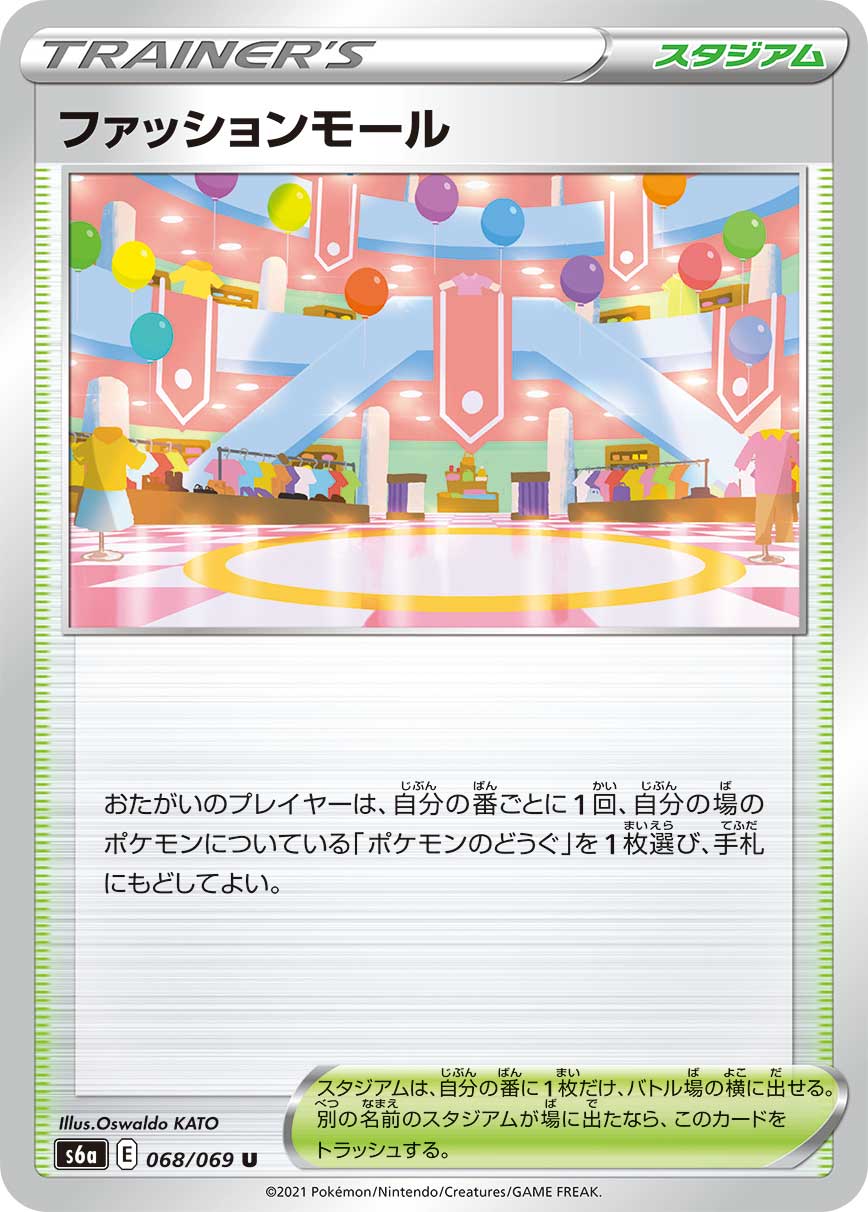 TRAINER'S スタジアム
ファッションモール
おたがいのプレイヤーは、自分の番ごとに1回、自分の場の
ポケモンについている「ポケモンのどうぐ」を1枚選び、手札
にもどしてよい。
スタジアムは、自分の番に1枚だけ、バトル場の横に出せる。
別の名前のスタジアムが場に出たなら、このカードを
トラッシュする。
Illus.Oswaldo KATO
s6a E 068/069 U
©2021 Pokémon/Nintendo/Creatures/GAME FREAK.